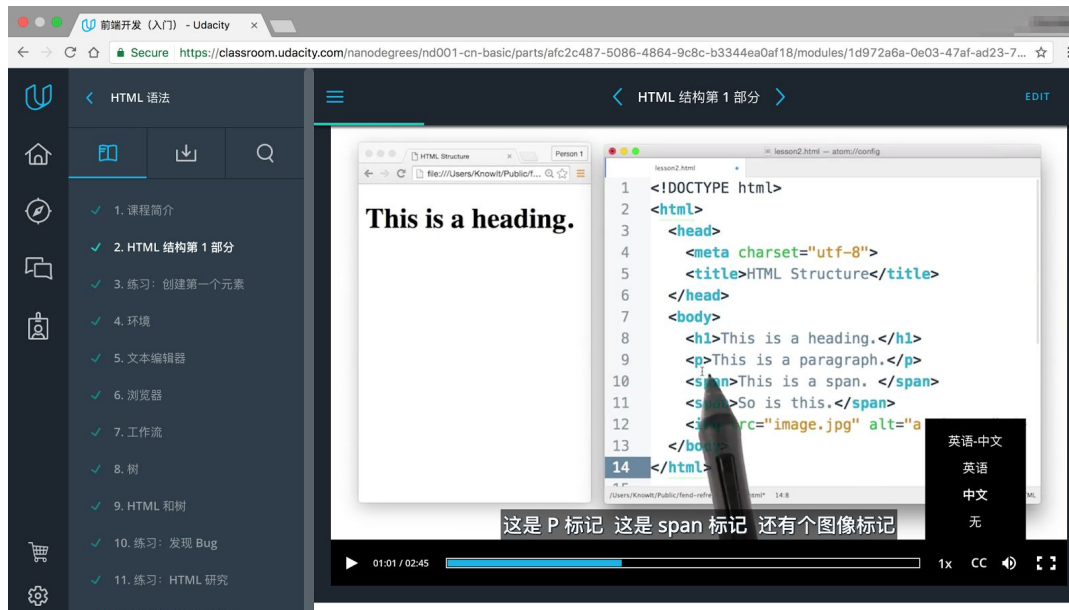 前端开发（入门） - Udacity
Secure https://classroom.udacity.com/nanodegrees/nd001-cn-basic/parts/afc2c487-5086-4864-9c8c-b3344ea0af18/modules/1d972a6a-0e03-47af-ad23-7...
HTML 语法
1. 课程简介
2. HTML 结构第 1 部分
3. 练习：创建第一个元素
4. 环境
5. 文本编辑器
6. 浏览器
7. 工作流
8. 树
9. HTML 和树
10. 练习：发现 Bug
11. 练习：HTML 研究
HTML 结构第 1 部分
EDIT
HTML Structure
Person 1
file:///Users/Knowlt/Public/f...
This is a heading.
lesson2.html — atom://config
lesson2.html
1 <!DOCTYPE html>
2 <html>
3 <head>
4 <meta charset="utf-8">
5 <title>HTML Structure</title>
6 </head>
7 <body>
8 <h1>This is a heading.</h1>
9 <p>This is a paragraph.</p>
10 <span>This is a span. </span>
11 So is this.</span>
12 ="image.jpg" alt="a
13
14 </html>
/Users/Knowlt/Public/fend-refre
14:8
英语-中文
英语
中文
无
这是 P 标记 这是 span 标记 还有个图像标记
01:01 / 02:45
1x CC